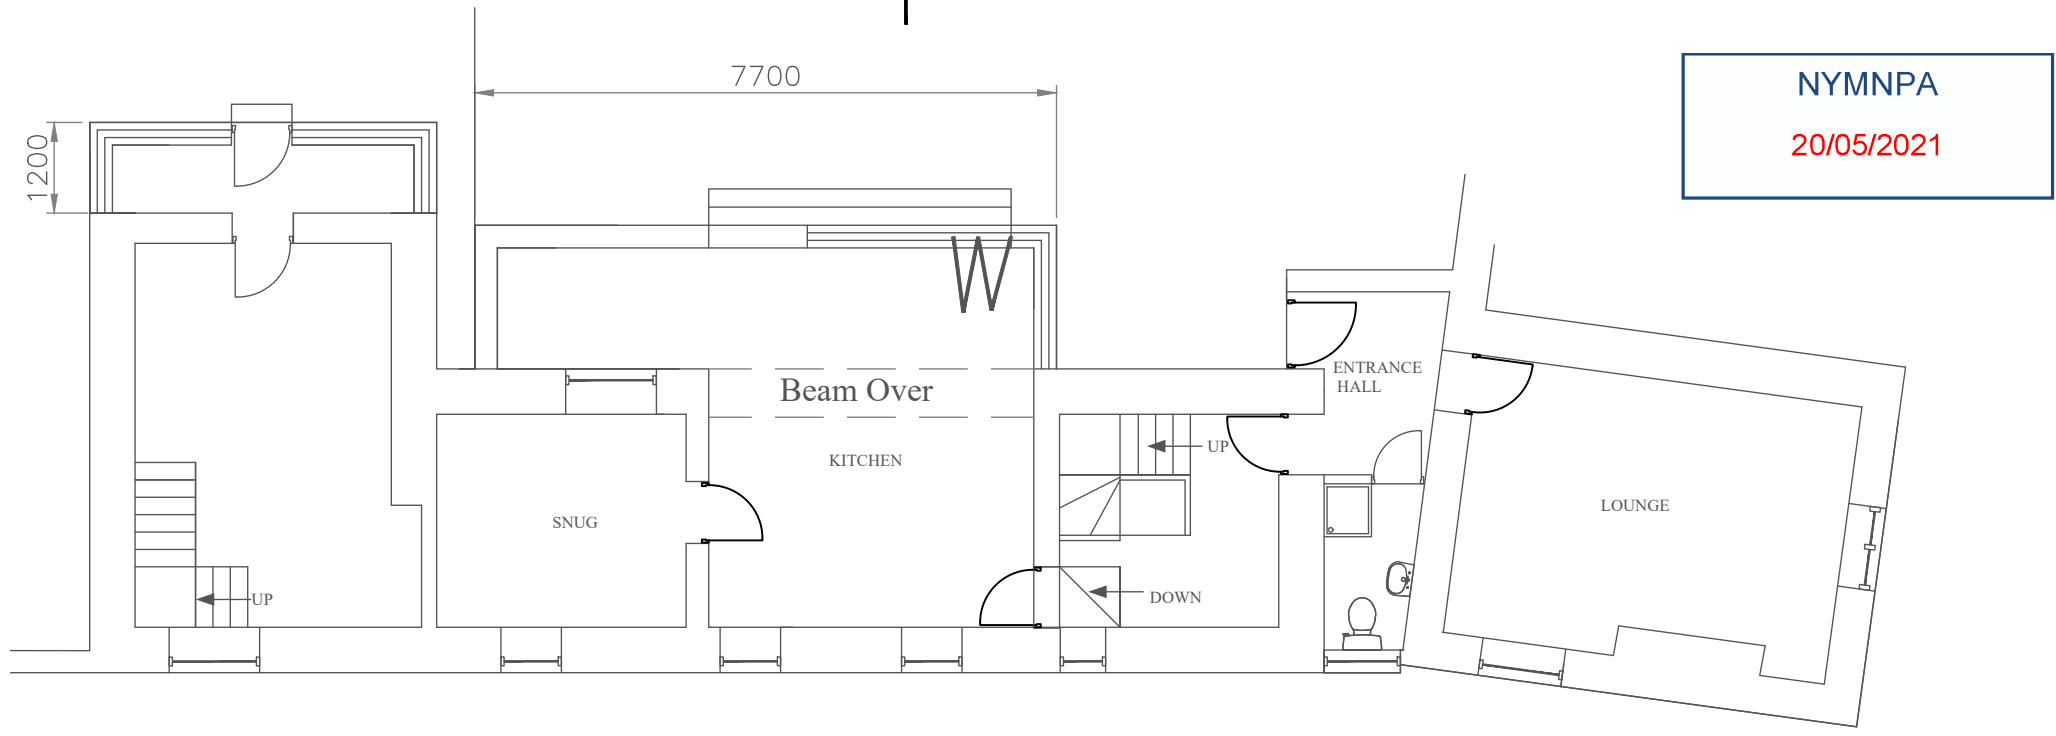 NYMNPA
20/05/2021
7700
1200
Beam Over
ENTRANCE
HALL
KITCHEN
UP
SNUG
LOUNGE
UP
DOWN